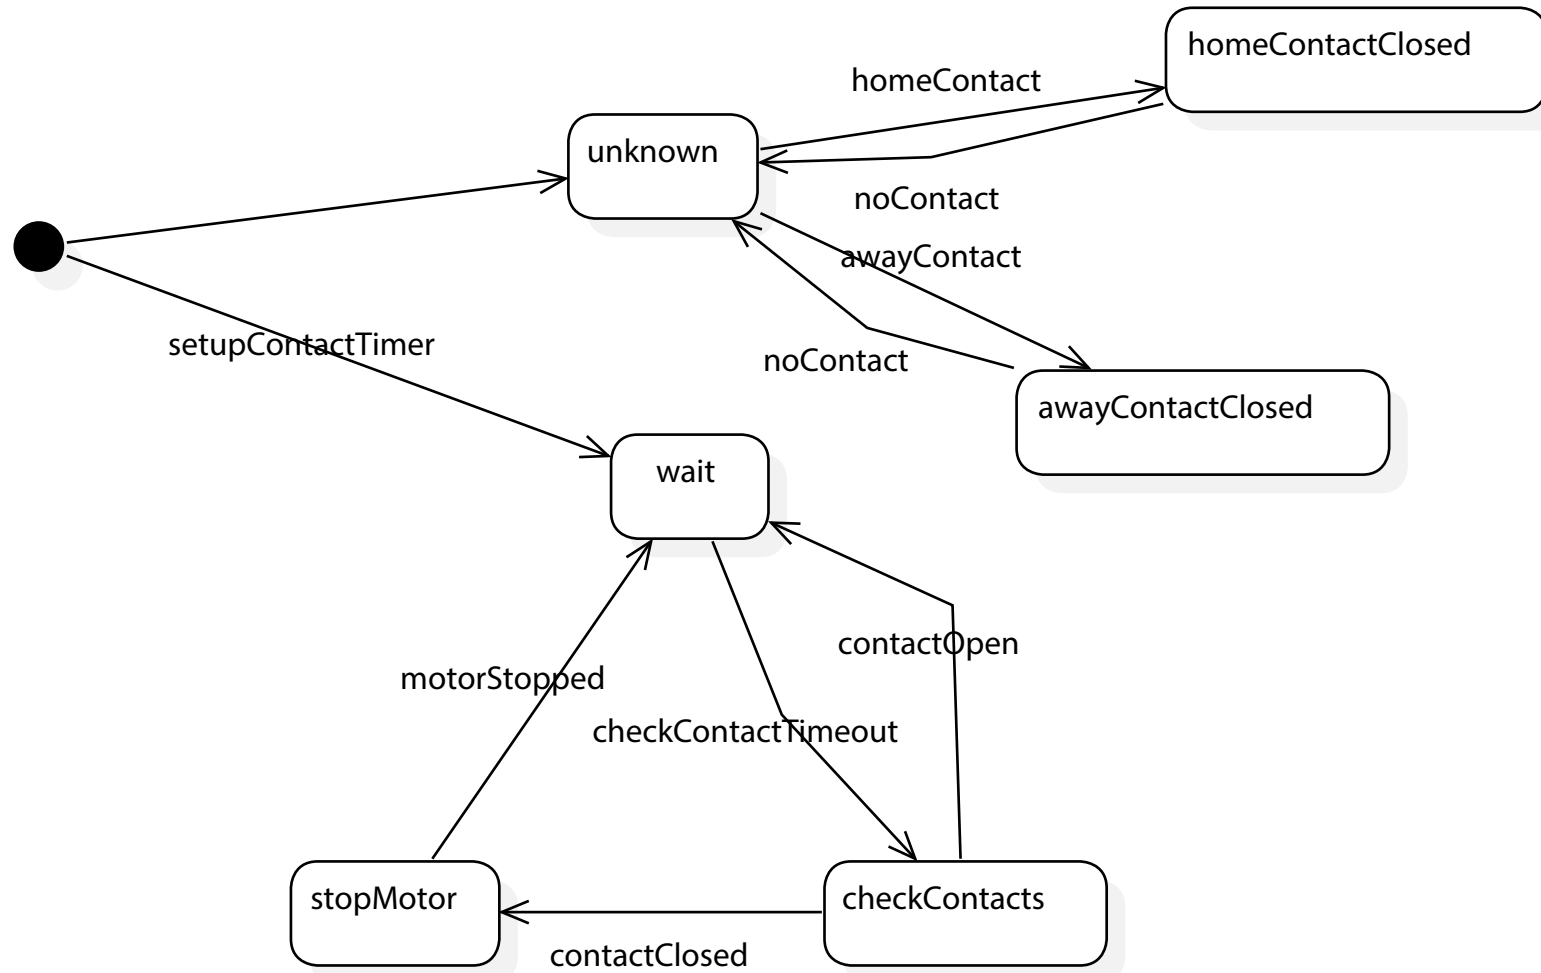 homeContactClosed
homeContact
unknown
noContact
awayContact
setupContactTimer
noContact
awayContactClosed
wait
contactOpen
motorStopped
checkContactTimeout
stopMotor
checkContacts
contactClosed